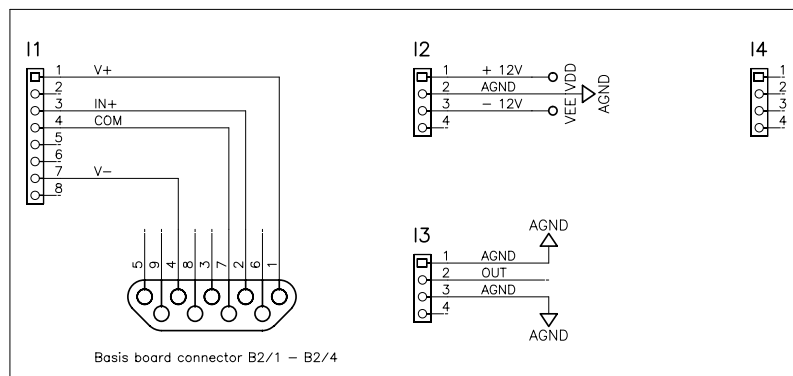 I1
1 V+
2
3 IN+
4 COM
5
6
7 V-
8
5 9 4 8 3 7 2 6 1
Basis board connector B2/1 - B2/4
I2
1 + 12V VDD
2 AGND AGND
3 - 12V VEE
4
I3
AGND
1 AGND
2 OUT
3 AGND
4
AGND
I4
1
2
3
4